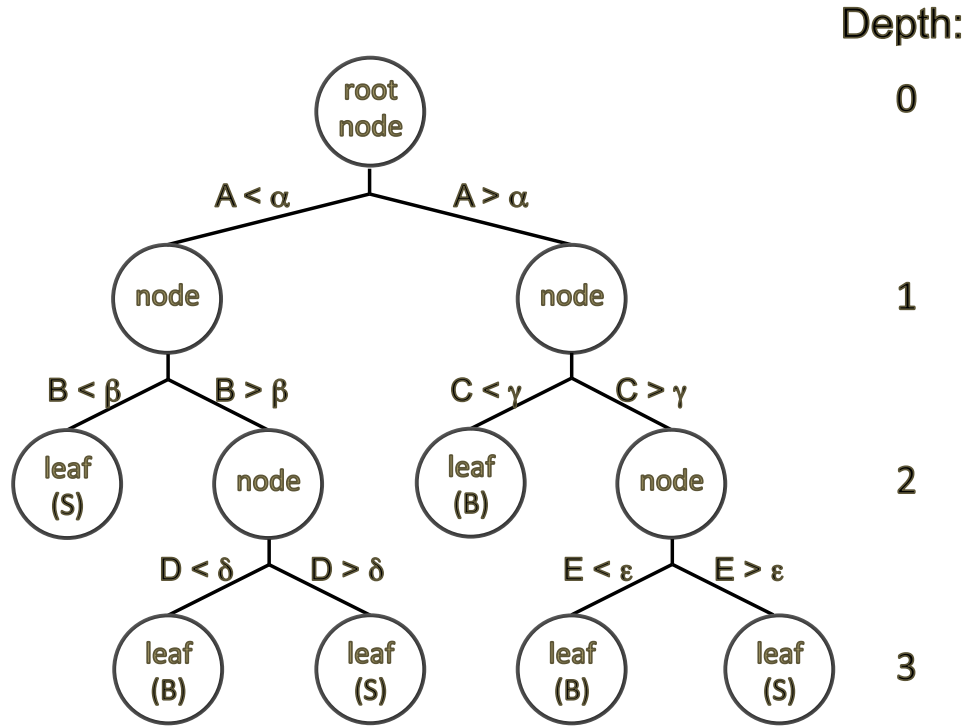 Depth:
root
node
0
A < α
A > α
node
node
1
B < β
B > β
C < γ
C > γ
leaf
(S)
node
leaf
(B)
node
2
D < δ
D > δ
E < ε
E > ε
leaf
(B)
leaf
(S)
leaf
(B)
leaf
(S)
3